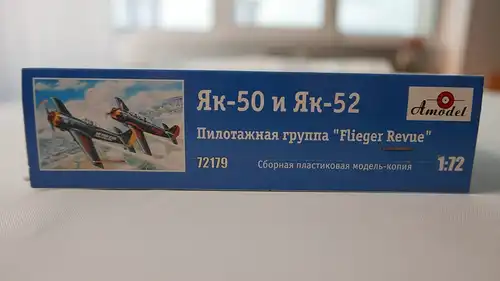 Як-50 и Як-52
Пилотажная группа "Flieger Revue"
72179
Сборная пластиковая модель-копия
Amodel
1:72